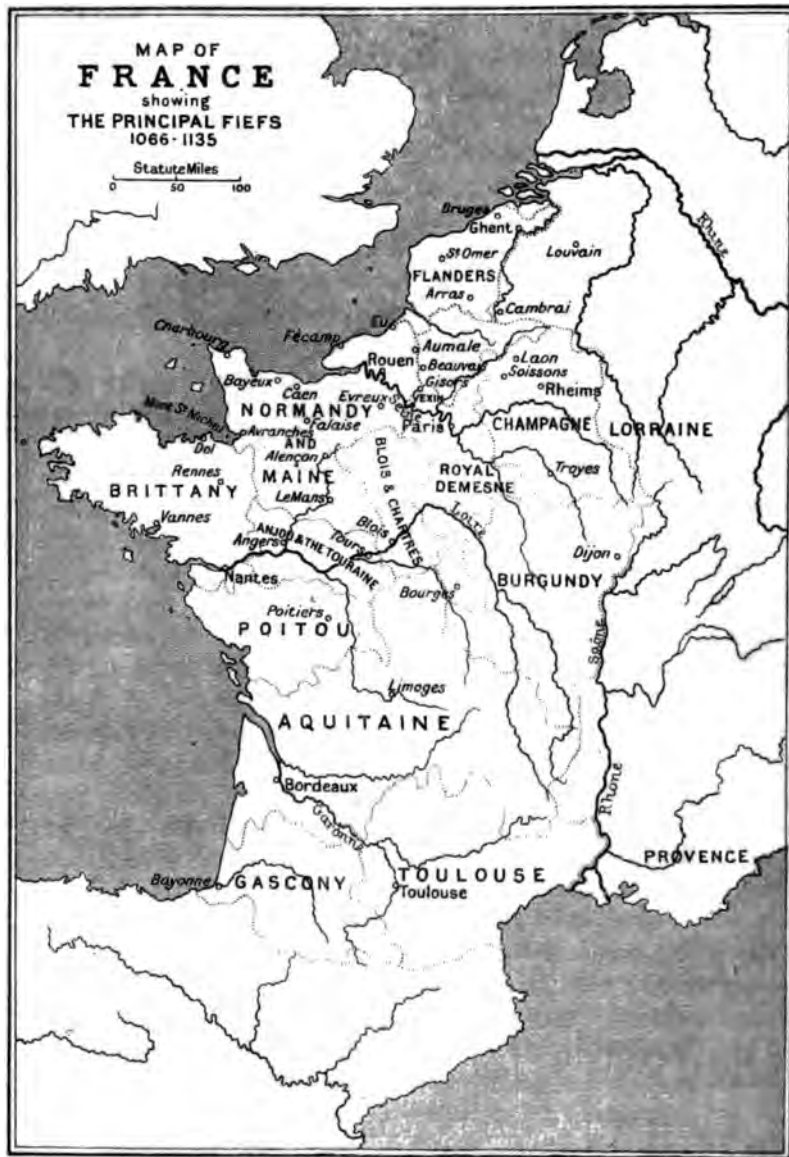 MAP OF
FRANCE
showing
THE PRINCIPAL FIEFS
1066-1135
Statute Miles
0 50 100
Bruges
Ghent
Rhine
St Omer
Louvain
FLANDERS
Arras
Cambrai
Eu
Charbourg
Fécamp
Aumale
Rouen
Laon
Beauvais
Soissons
Gisors
Rheims
Bayeux
Caen
VEXIN
Evreux
Seine
NORMANDY
Paris
CHAMPAGNE
LORRAINE
Mont St Michel
Avranches
Falaise
Dol
AND
Alençon
BLOIS & CHARTRES
ROYAL
DEMESNE
Troyes
Rennes
MAINE
BRITTANY
LeMans
Loire
Vannes
Blois
ANJOU & THE TOURAINE
Angers
Tours
Dijon
Nantes
Bourges
BURGUNDY
Poitiers
POITOU
Saône
Limoges
AQUITAINE
Bordeaux
Rhone
Garonne
PROVENCE
Bayonne
GASCONY
TOULOUSE
Toulouse